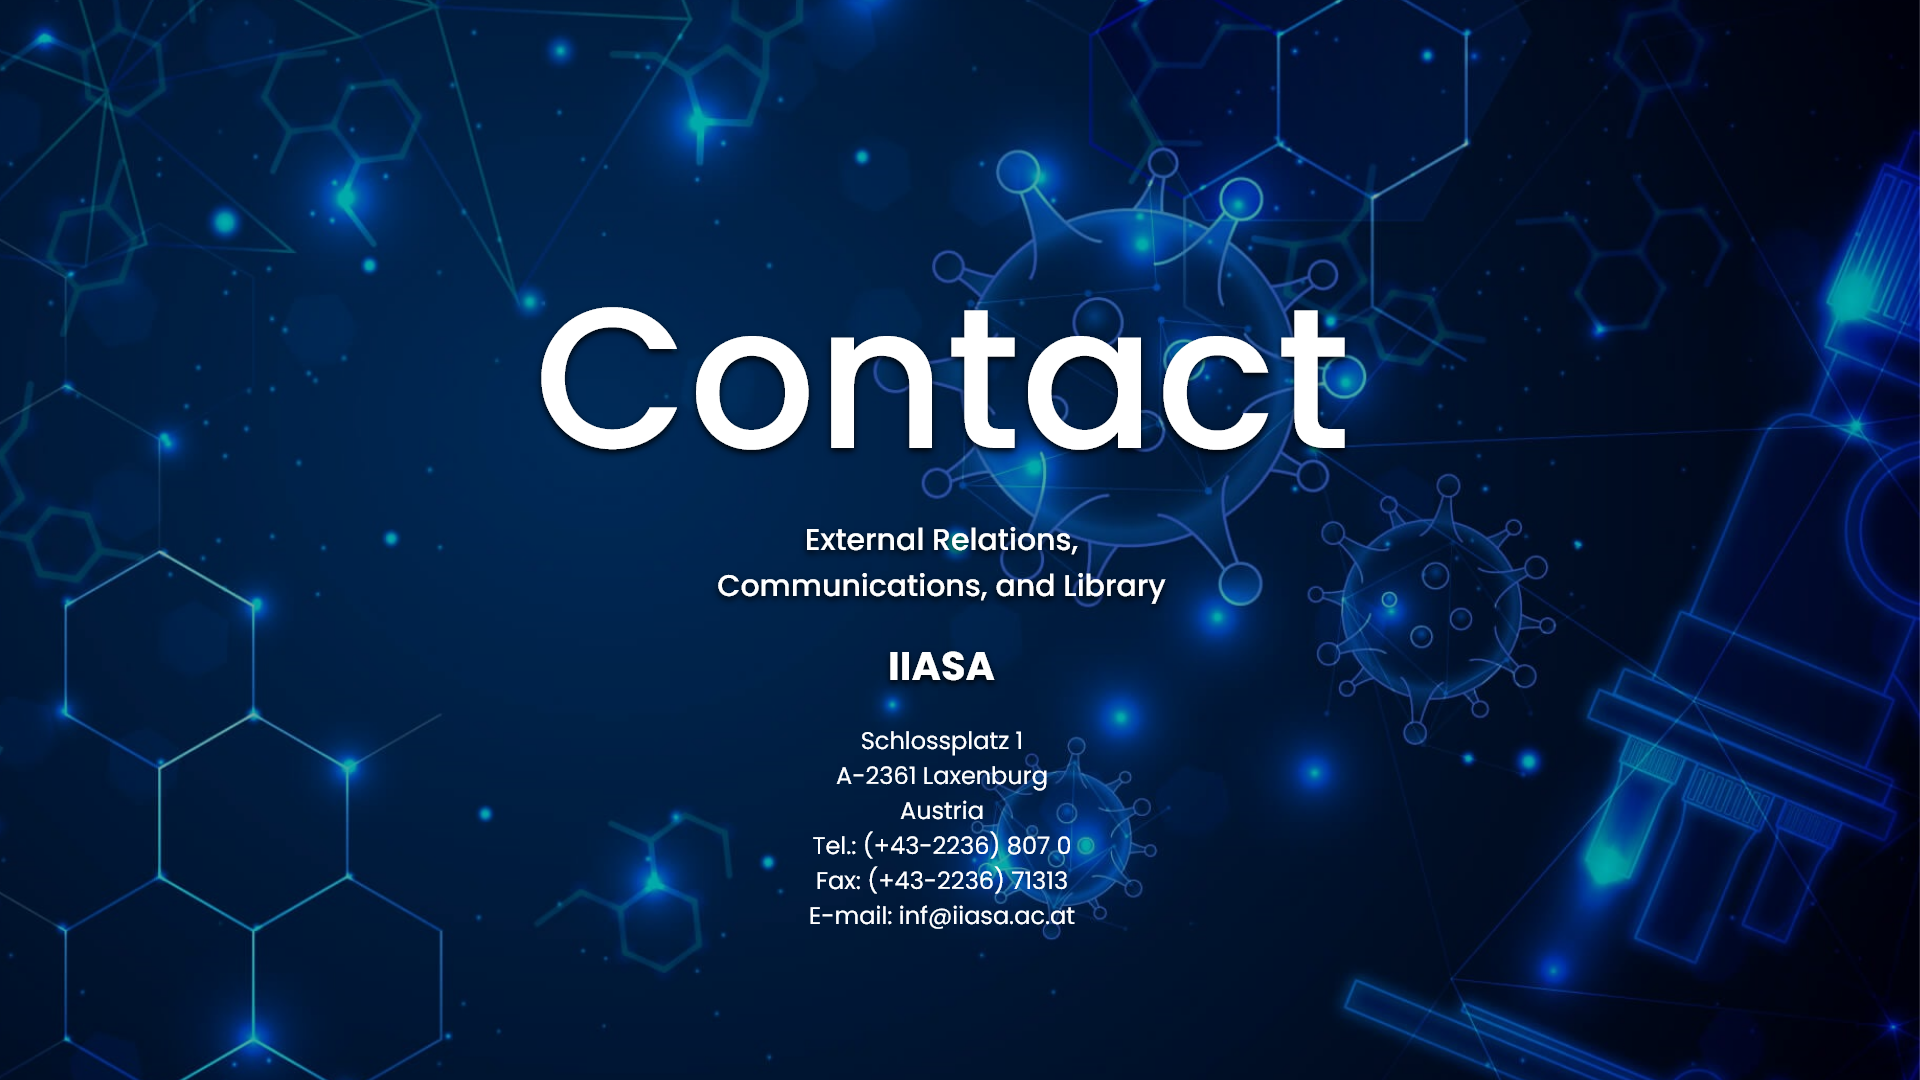 Contact
External Relations,
Communications, and Library
IIASA
Schlossplatz 1
A-2361 Laxenburg
Austria
Tel.: (+43-2236) 807 0
Fax: (+43-2236) 71313
E-mail: inf@iiasa.ac.at